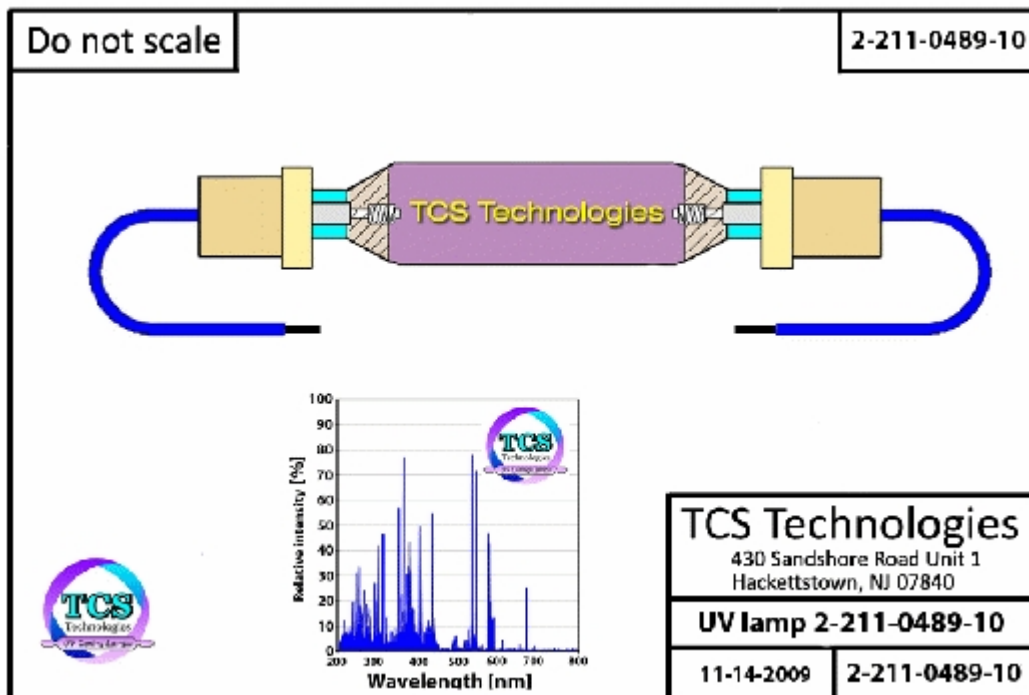 Do not scale
2-211-0489-10
TCS Technologies
100
90
80
70
60
50
40
30
20
10
0
Relative intensity [%]
TCS
Technologies
200 300 400 500 600 700 800
Wavelength [nm]
TCS
Technologies
TCS Technologies
430 Sandshore Road Unit 1
Hackettstown, NJ 07840
UV lamp 2-211-0489-10
11-14-2009
2-211-0489-10